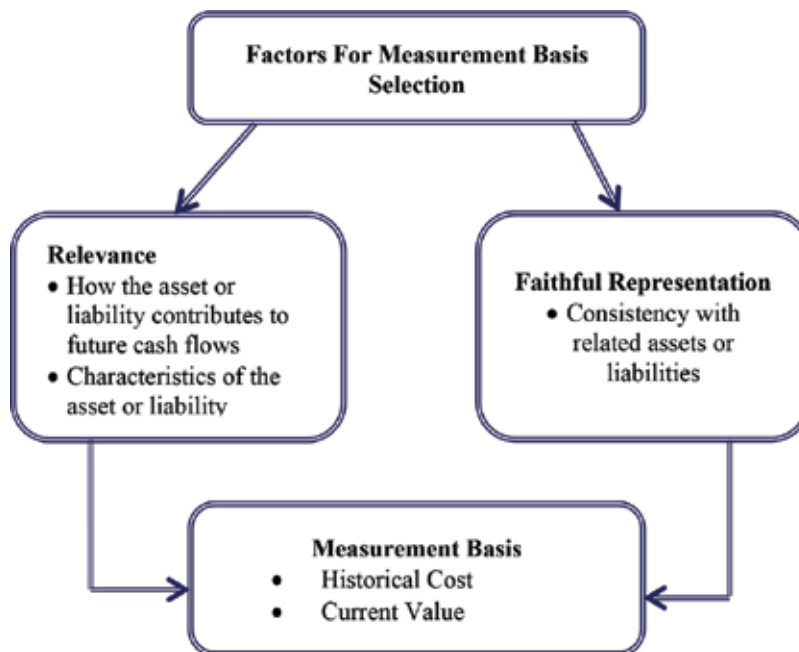 Factors For Measurement Basis
Selection
Relevance
• How the asset or
liability contributes to
future cash flows
• Characteristics of the
asset or liability
Faithful Representation
• Consistency with
related assets or
liabilities
Measurement Basis
• Historical Cost
• Current Value